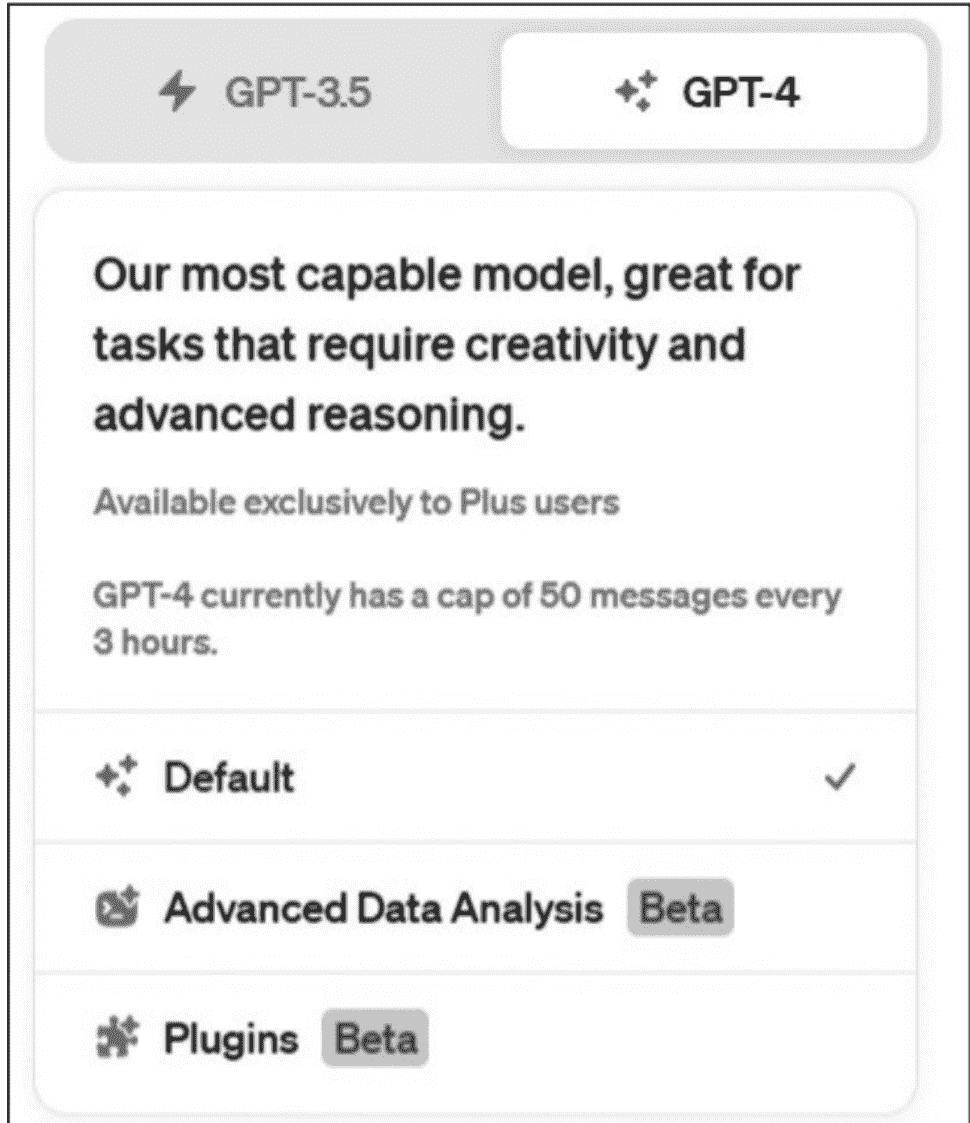 GPT-3.5 GPT-4
Our most capable model, great for
tasks that require creativity and
advanced reasoning.
Available exclusively to Plus users
GPT-4 currently has a cap of 50 messages every
3 hours.
Default
Advanced Data Analysis Beta
Plugins Beta